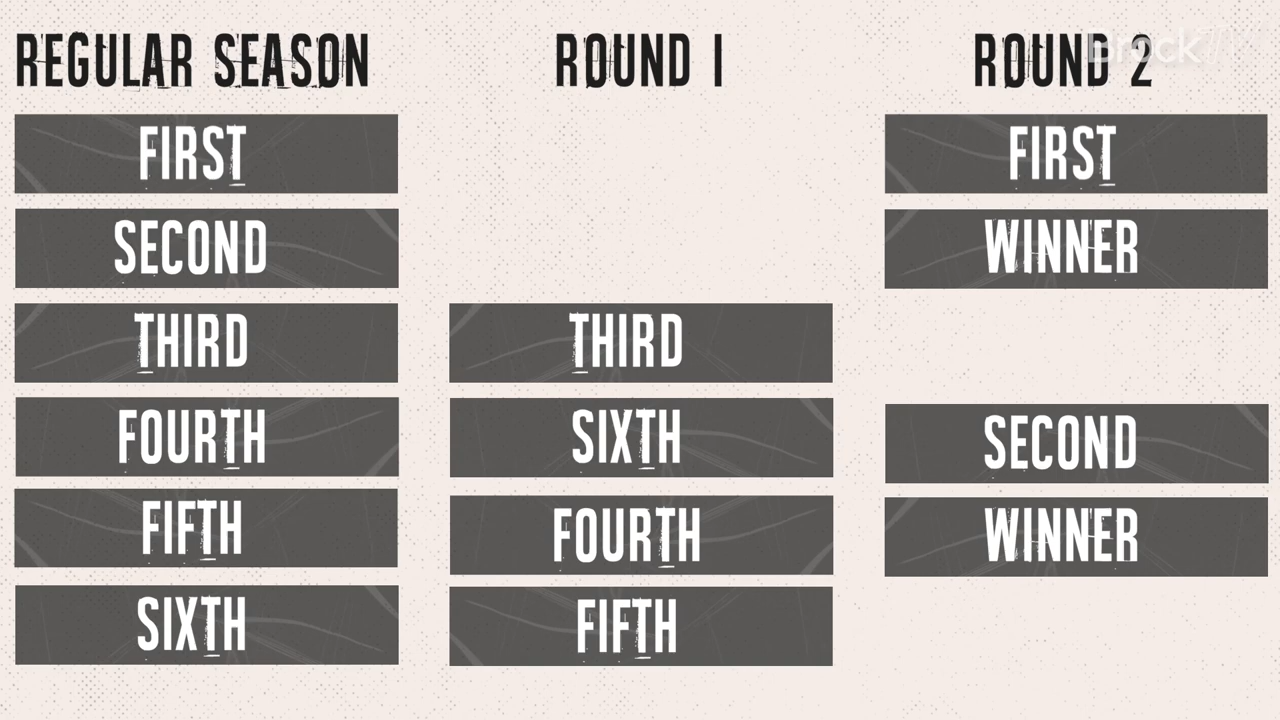 REGULAR SEASON
FIRST
SECOND
THIRD
FOURTH
FIFTH
SIXTH
ROUND 1
THIRD
SIXTH
FOURTH
FIFTH
ROUND 2
BrockTV
FIRST
WINNER
SECOND
WINNER